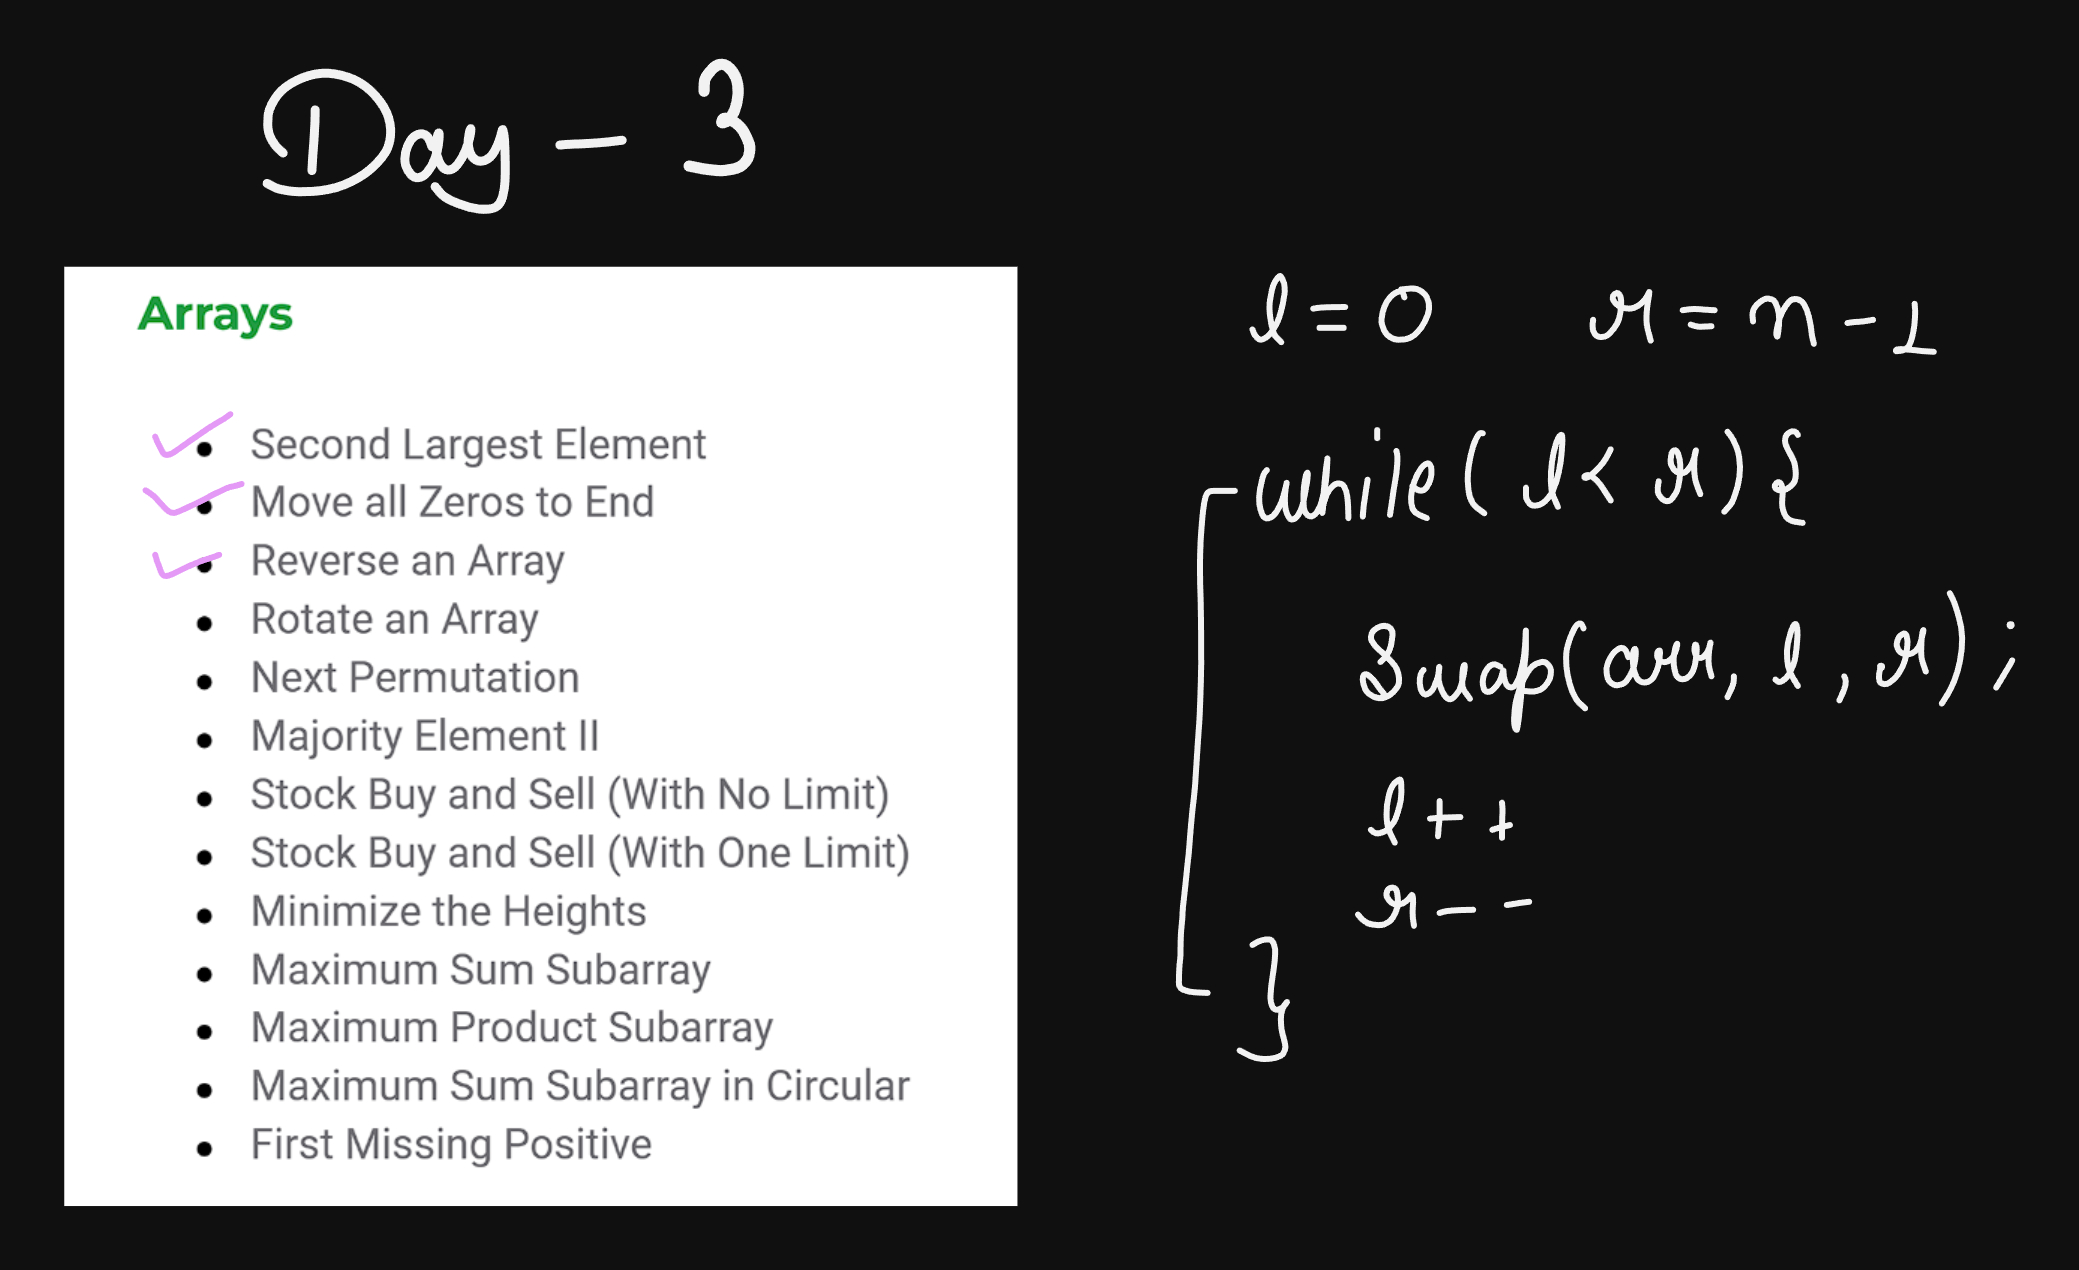 Day - 3
Arrays
• Second Largest Element
• Move all Zeros to End
• Reverse an Array
• Rotate an Array
• Next Permutation
• Majority Element II
• Stock Buy and Sell (With No Limit)
• Stock Buy and Sell (With One Limit)
• Minimize the Heights
• Maximum Sum Subarray
• Maximum Product Subarray
• Maximum Sum Subarray in Circular
• First Missing Positive
l = 0 r = n - 1
while ( l < r ) {
Swap(arr, l, r);
l++
r--
}